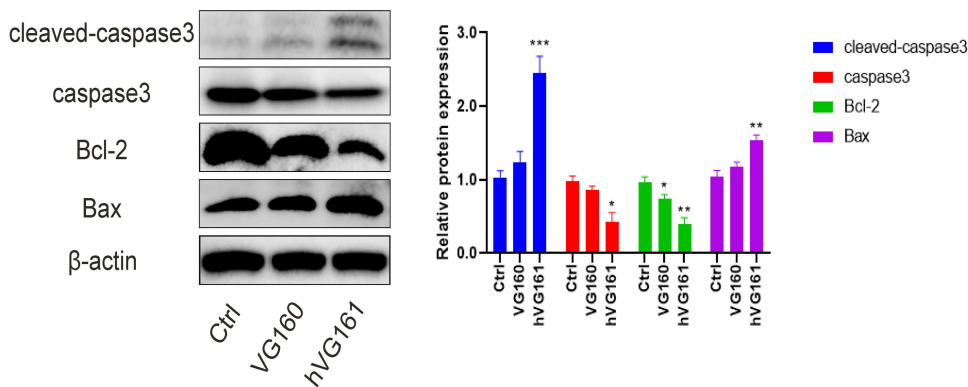 cleaved-caspase3
caspase3
Bcl-2
Bax
β-actin
Ctrl
VG160
hVG161
Relative protein expression
3.0
2.0
1.0
0.0
***
*
*
**
**
Ctrl
VG160
hVG161
Ctrl
VG160
hVG161
Ctrl
VG160
hVG161
Ctrl
VG160
hVG161
cleaved-caspase3
caspase3
Bcl-2
Bax